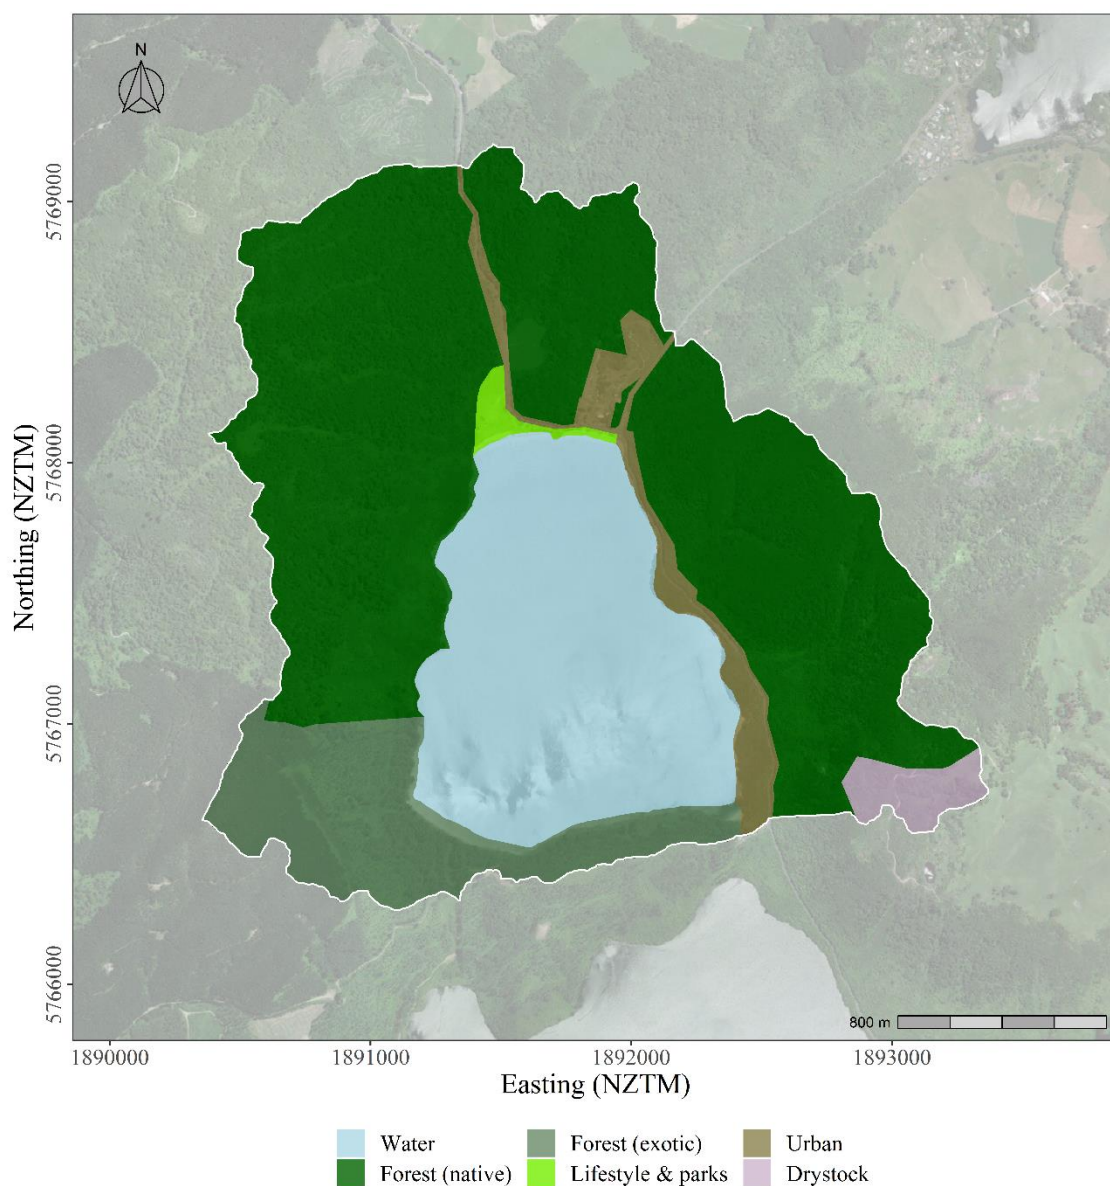 N
5769000
5768000
5767000
5766000
Northing (NZTM)
800 m
1890000 1891000 1892000 1893000
Easting (NZTM)
Water Forest (exotic) Urban
Forest (native) Lifestyle & parks Drystock